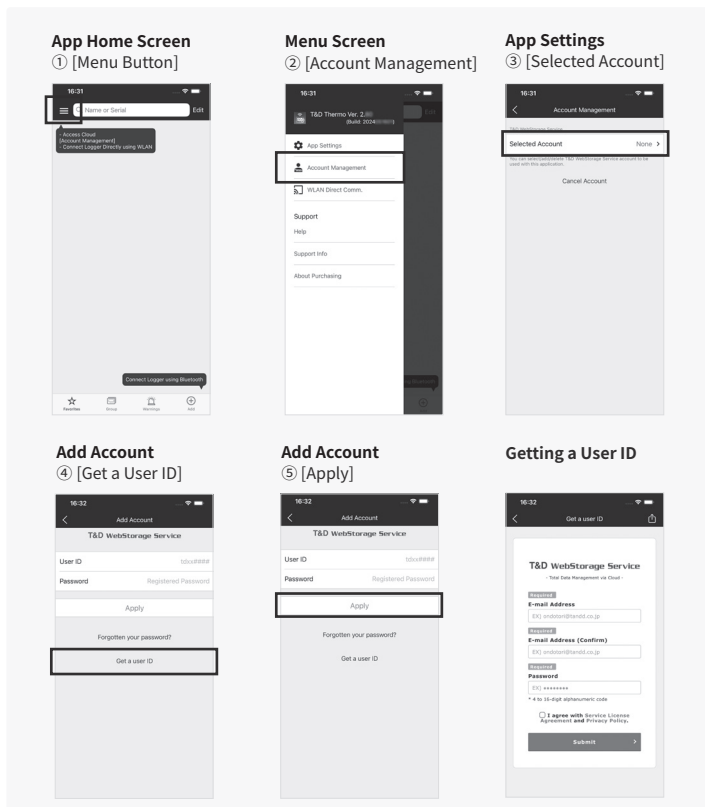 App Home Screen
① [Menu Button]
16:31
Name or Serial
Edit
- Access Cloud
[Account Management]
- Connect Logger Directly using WLAN
Connect Logger using Bluetooth
Favorites
Group
Warnings
Add
Menu Screen
② [Account Management]
16:31
T&D Thermo Ver. 2.
(Build: 2024
App Settings
Account Management
WLAN Direct Comm.
Support
Help
Support Info
About Purchasing
App Settings
③ [Selected Account]
16:31
Account Management
T&D WebStorage Service
Selected Account
None
You can select/add/delete T&D WebStorage Service account to be
used with this application.
Cancel Account
Add Account
④ [Get a User ID]
16:32
Add Account
T&D WebStorage Service
User ID
tdxx####
Password
Registered Password
Apply
Forgotten your password?
Get a user ID
Add Account
⑤ [Apply]
16:32
Add Account
T&D WebStorage Service
User ID
tdxx####
Password
Registered Password
Apply
Forgotten your password?
Get a user ID
Getting a User ID
16:32
Get a user ID
T&D WebStorage Service
- Total Data Management via Cloud -
Required
E-mail Address
EX) ondotori@tandd.co.jp
Required
E-mail Address (Confirm)
EX) ondotori@tandd.co.jp
Required
Password
EX) ********
* 4 to 16-digit alphanumeric code
I agree with Service License
Agreement and Privacy Policy.
Submit